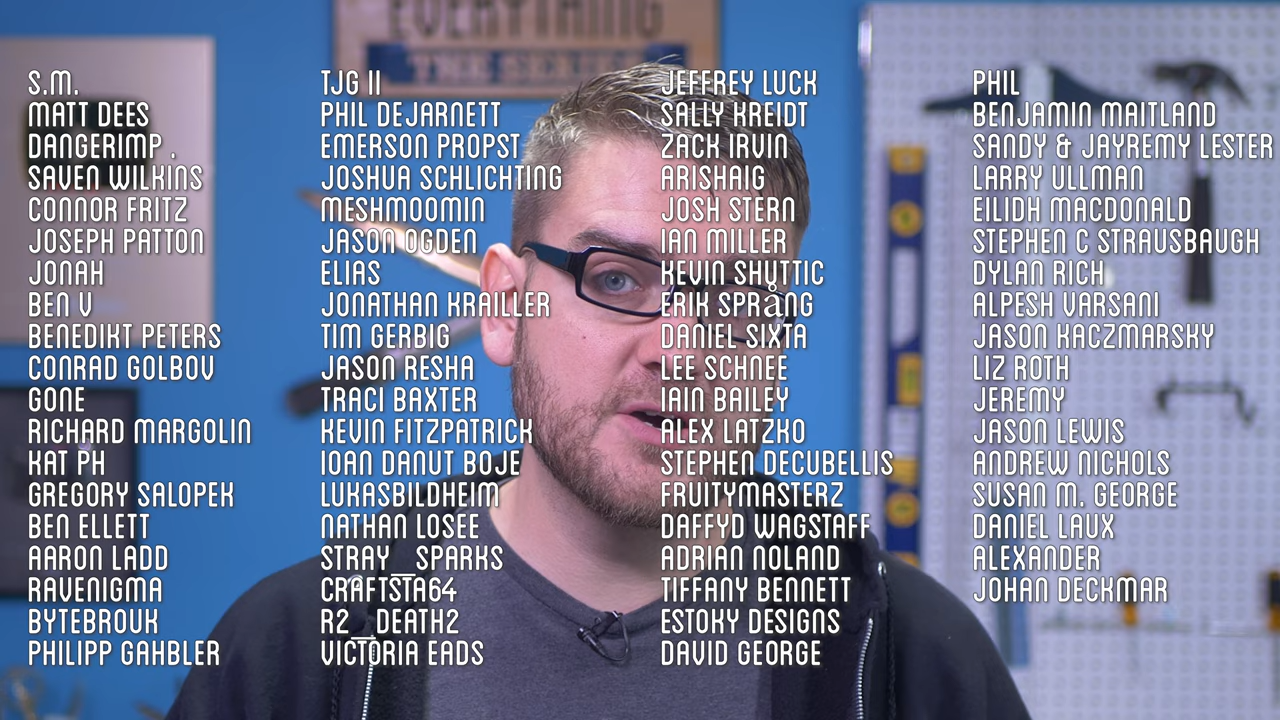 EVERYTHING
S.M.
MATT DEES
DANGERIMP .
SAVEN WILKINS
CONNOR FRITZ
JOSEPH PATTON
JONAH
BEN V
BENEDIKT PETERS
CONRAD GOLBOV
GONE
RICHARD MARGOLIN
KAT PH
GREGORY SALOPEK
BEN ELLETT
AARON LADD
RAVENIGMA
BYTEBROUK
PHILIPP GAHBLER
TJG II
PHIL DEJARNETT
EMERSON PROPST
JOSHUA SCHLICHTING
MESHMOOMIN
JASON OGDEN
ELIAS
JONATHAN KRAILLER
TIM GERBIG
JASON RESHA
TRACI BAXTER
KEVIN FITZPATRICK
IOAN DANUT BOJE
LUKASBILDHEIM
NATHAN LOSEE
STRAY_SPARKS
CRAFTSTA64
R2_DEATH2
VICTORIA EADS
JEFFREY LUCK
SALLY KREIDT
ZACK IRVIN
ARISHAIG
JOSH STERN
IAN MILLER
KEVIN SHUTTIC
ERIK SPRåNG
DANIEL SIXTA
LEE SCHNEE
IAIN BAILEY
ALEX LATZKO
STEPHEN DECUBELLIS
FRUITYMASTERZ
DAFFYD WAGSTAFF
ADRIAN NOLAND
TIFFANY BENNETT
ESTOKY DESIGNS
DAVID GEORGE
PHIL
BENJAMIN MAITLAND
SANDY & JAYREMY LESTER
LARRY ULLMAN
EILIDH MACDONALD
STEPHEN C STRAUSBAUGH
DYLAN RICH
ALPESH VARSANI
JASON KACZMARSKY
LIZ ROTH
JEREMY
JASON LEWIS
ANDREW NICHOLS
SUSAN M. GEORGE
DANIEL LAUX
ALEXANDER
JOHAN DECKMAR